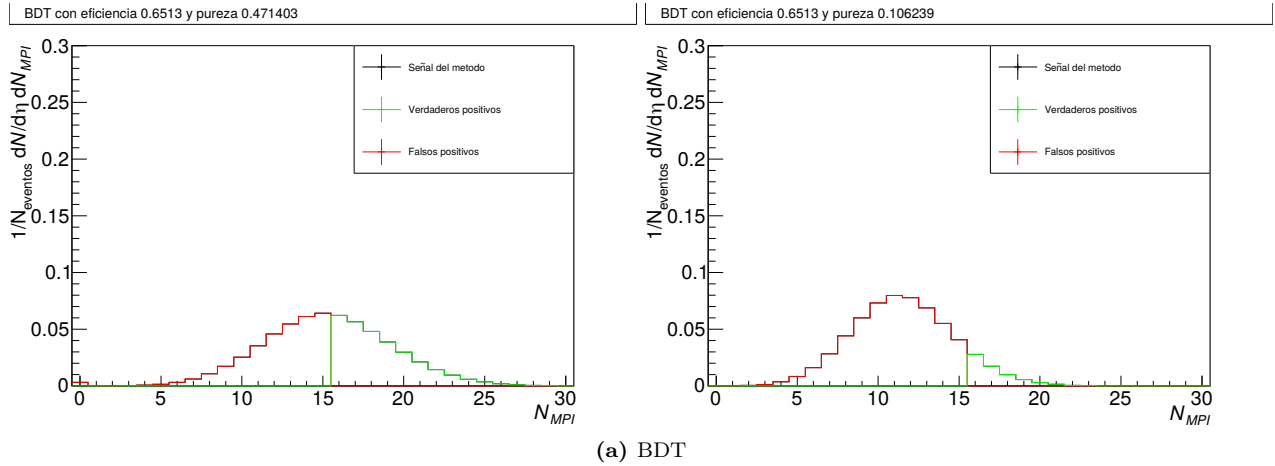 BDT con eficiencia 0.6513 y pureza 0.471403
1/N_eventos dN/dη dN_MPI
0.3
0.25
0.2
0.15
0.1
0.05
0
Señal del metodo
Verdaderos positivos
Falsos positivos
0 5 10 15 20 25 30
N_MPI
BDT con eficiencia 0.6513 y pureza 0.106239
1/N_eventos dN/dη dN_MPI
0.3
0.25
0.2
0.15
0.1
0.05
0
Señal del metodo
Verdaderos positivos
Falsos positivos
0 5 10 15 20 25 30
N_MPI
(a) BDT